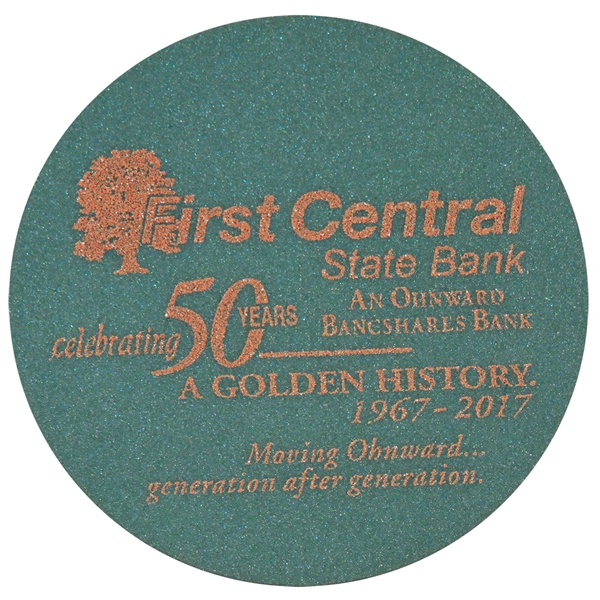 First Central
State Bank
An Ohnward
Bancshares Bank
celebrating 50 YEARS
A GOLDEN HISTORY.
1967-2017
Moving Ohnward...
generation after generation.